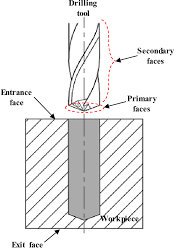 Drilling
tool
Secondary
faces
Entrance
face
Primary
faces
Workpiece
Exit face